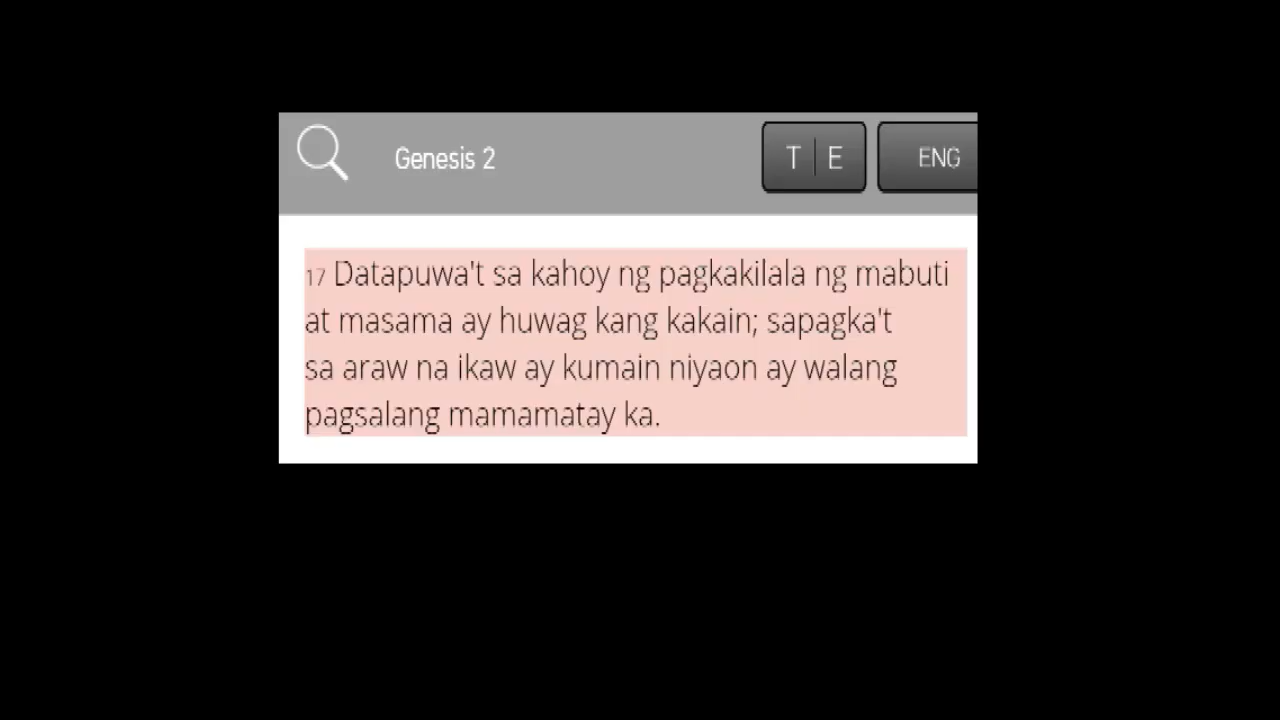 Genesis 2
T | E
ENG
17 Datapuwa't sa kahoy ng pagkakilala ng mabuti
at masama ay huwag kang kakain; sapagka't
sa araw na ikaw ay kumain niyaon ay walang
pagsalang mamamatay ka.